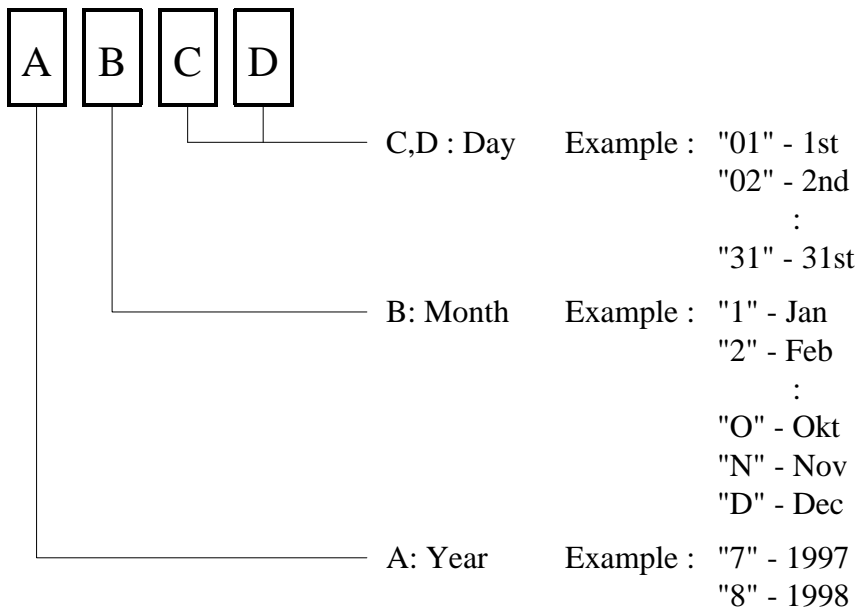 A B C D
C,D : Day Example : "01" - 1st
"02" - 2nd
:
"31" - 31st
B: Month Example : "1" - Jan
"2" - Feb
:
"O" - Okt
"N" - Nov
"D" - Dec
A: Year Example : "7" - 1997
"8" - 1998